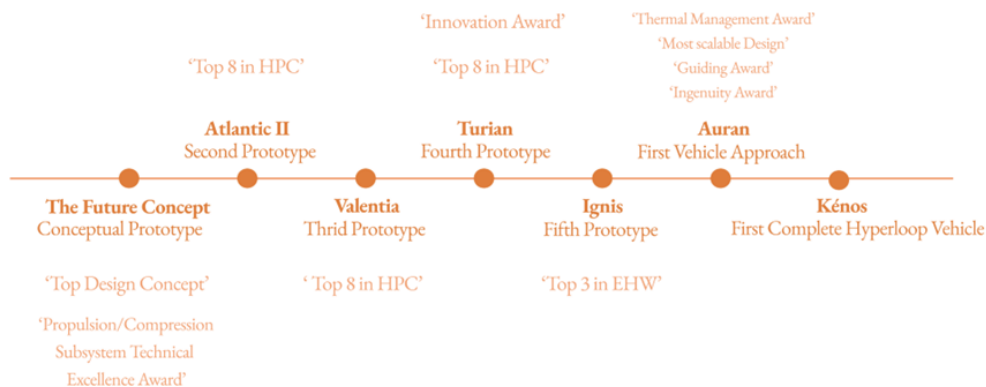 ‘Innovation Award’
‘Thermal Management Award’
‘Most scalable Design’
‘Top 8 in HPC’
‘Top 8 in HPC’
‘Guiding Award’
‘Ingenuity Award’
Atlantic II
Second Prototype
Turian
Fourth Prototype
Auran
First Vehicle Approach
The Future Concept
Conceptual Prototype
Valentia
Thrid Prototype
Ignis
Fifth Prototype
Kénos
First Complete Hyperloop Vehicle
‘Top Design Concept’
‘ Top 8 in HPC’
‘Top 3 in EHW’
‘Propulsion/Compression
Subsystem Technical
Excellence Award’